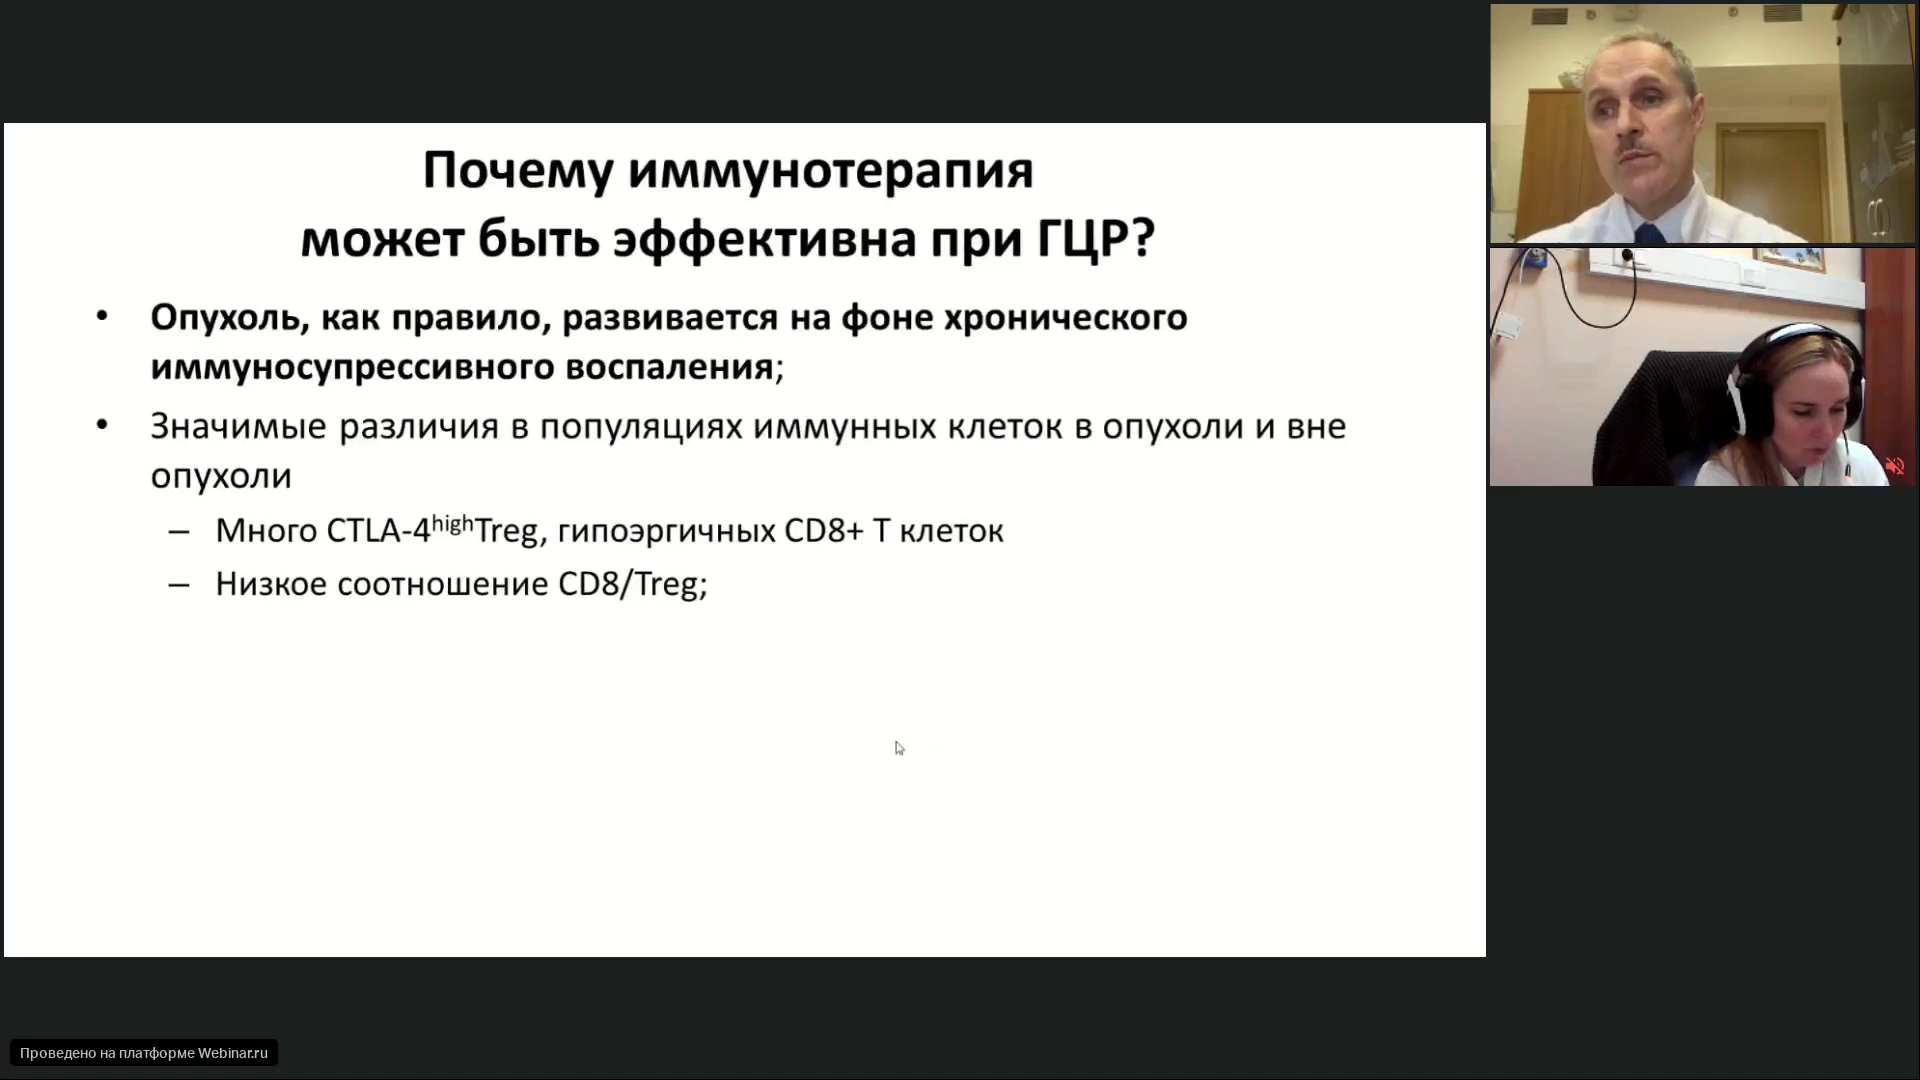 Почему иммунотерапия
может быть эффективна при ГЦР?
• Опухоль, как правило, развивается на фоне хронического
иммуносупрессивного воспаления;
• Значимые различия в популяциях иммунных клеток в опухоли и вне
опухоли
– Много CTLA-4highTreg, гипоэргичных CD8+ Т клеток
– Низкое соотношение CD8/Treg;
Проведено на платформе Webinar.ru